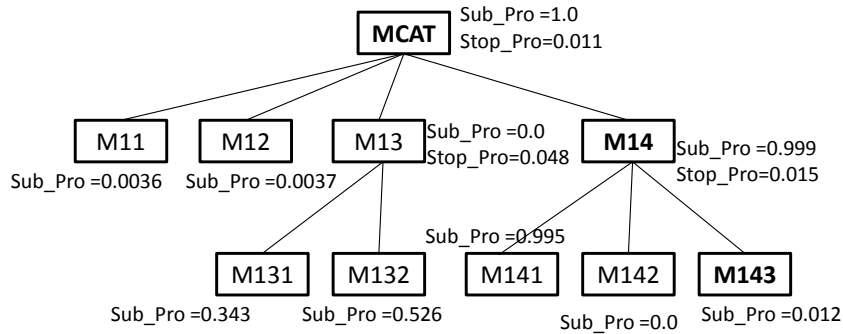 MCAT
Sub_Pro =1.0
Stop_Pro=0.011
M11
M12
M13
Sub_Pro =0.0
Stop_Pro=0.048
M14
Sub_Pro =0.999
Stop_Pro=0.015
Sub_Pro =0.0036
Sub_Pro =0.0037
Sub_Pro =0.995
M131
M132
M141
M142
M143
Sub_Pro =0.343
Sub_Pro =0.526
Sub_Pro =0.0
Sub_Pro =0.012